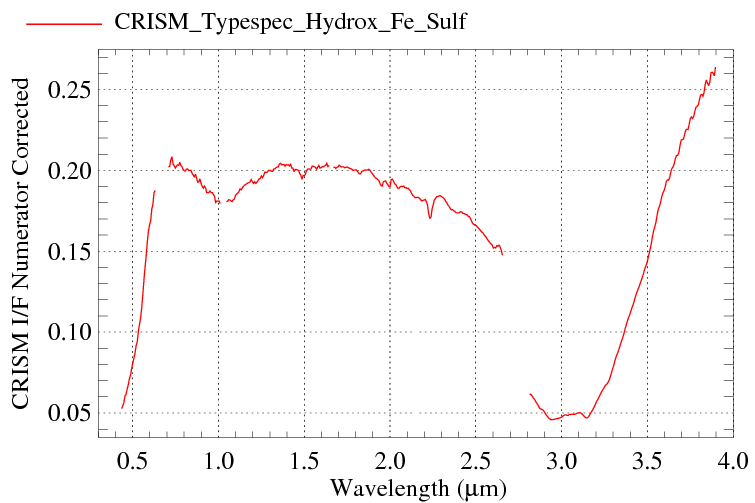 CRISM_Typespec_Hydrox_Fe_Sulf
CRISM I/F Numerator Corrected
0.25
0.20
0.15
0.10
0.05
0.5 1.0 1.5 2.0 2.5 3.0 3.5 4.0
Wavelength (μm)